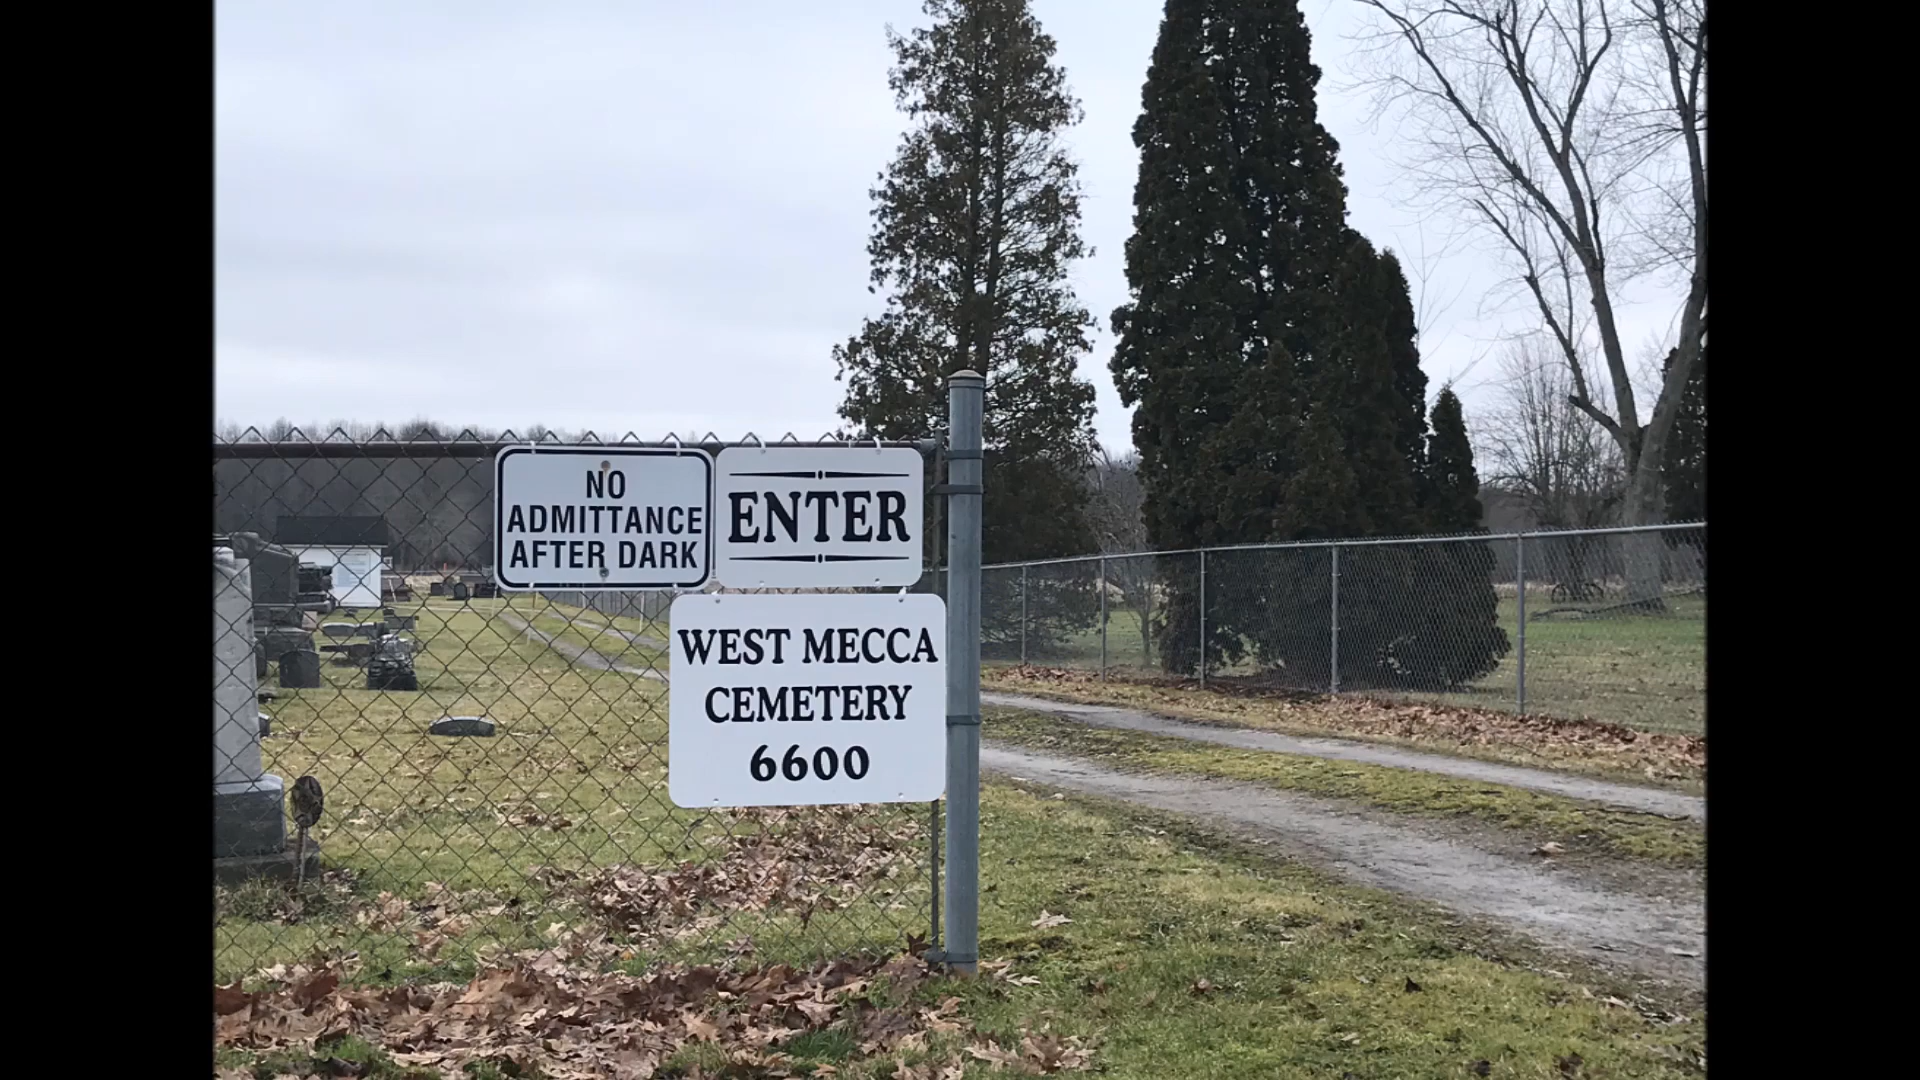 NO
ADMITTANCE
AFTER DARK
ENTER
WEST MECCA
CEMETERY
6600